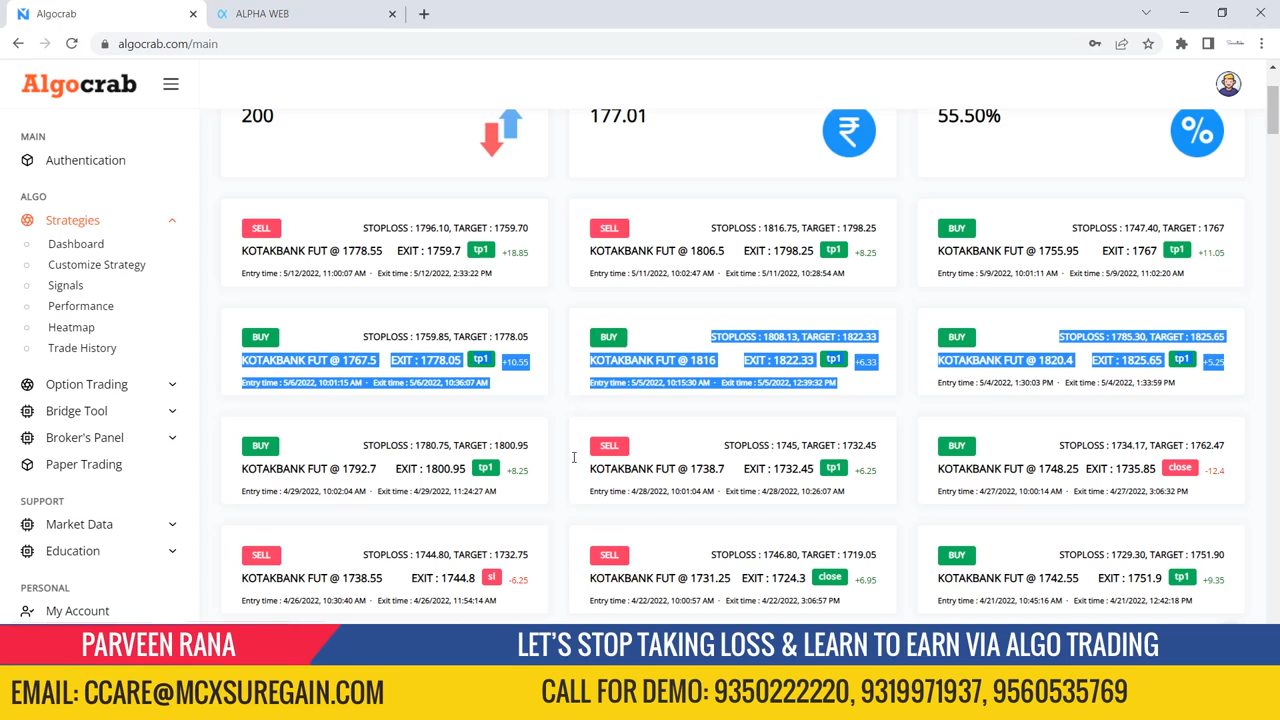 Algocrab
ALPHA WEB
algocrab.com/main
Algocrab
MAIN
Authentication
ALGO
Strategies
Dashboard
Customize Strategy
Signals
Performance
Heatmap
Trade History
Option Trading
Bridge Tool
Broker's Panel
Paper Trading
SUPPORT
Market Data
Education
PERSONAL
My Account
200
177.01
₹
55.50%
%
SELL STOPLOSS : 1796.10, TARGET : 1759.70
KOTAKBANK FUT @ 1778.55 EXIT : 1759.7 tp1 +18.85
Entry time : 5/12/2022, 11:00:07 AM · Exit time : 5/12/2022, 2:33:22 PM
SELL STOPLOSS : 1816.75, TARGET : 1798.25
KOTAKBANK FUT @ 1806.5 EXIT : 1798.25 tp1 +8.25
Entry time : 5/11/2022, 10:02:47 AM · Exit time : 5/11/2022, 10:28:54 AM
BUY STOPLOSS : 1747.40, TARGET : 1767
KOTAKBANK FUT @ 1755.95 EXIT : 1767 tp1 +11.05
Entry time : 5/9/2022, 10:01:11 AM · Exit time : 5/9/2022, 11:02:20 AM
BUY STOPLOSS : 1759.85, TARGET : 1778.05
KOTAKBANK FUT @ 1767.5 EXIT : 1778.05 tp1 +10.55
Entry time : 5/6/2022, 10:01:15 AM · Exit time : 5/6/2022, 10:36:07 AM
BUY STOPLOSS : 1808.13, TARGET : 1822.33
KOTAKBANK FUT @ 1816 EXIT : 1822.33 tp1 +6.33
Entry time : 5/5/2022, 10:15:30 AM · Exit time : 5/5/2022, 12:39:32 PM
BUY STOPLOSS : 1785.30, TARGET : 1825.65
KOTAKBANK FUT @ 1820.4 EXIT : 1825.65 tp1 +5.25
Entry time : 5/4/2022, 1:30:03 PM · Exit time : 5/4/2022, 1:33:59 PM
BUY STOPLOSS : 1780.75, TARGET : 1800.95
KOTAKBANK FUT @ 1792.7 EXIT : 1800.95 tp1 +8.25
Entry time : 4/29/2022, 10:02:04 AM · Exit time : 4/29/2022, 11:24:27 AM
SELL STOPLOSS : 1745, TARGET : 1732.45
KOTAKBANK FUT @ 1738.7 EXIT : 1732.45 tp1 +6.25
Entry time : 4/28/2022, 10:01:04 AM · Exit time : 4/28/2022, 10:26:07 AM
BUY STOPLOSS : 1734.17, TARGET : 1762.47
KOTAKBANK FUT @ 1748.25 EXIT : 1735.85 close -12.4
Entry time : 4/27/2022, 10:00:14 AM · Exit time : 4/27/2022, 3:06:32 PM
SELL STOPLOSS : 1744.80, TARGET : 1732.75
KOTAKBANK FUT @ 1738.55 EXIT : 1744.8 sl -6.25
Entry time : 4/26/2022, 10:30:40 AM · Exit time : 4/26/2022, 11:54:14 AM
SELL STOPLOSS : 1746.80, TARGET : 1719.05
KOTAKBANK FUT @ 1731.25 EXIT : 1724.3 close +6.95
Entry time : 4/22/2022, 10:00:57 AM · Exit time : 4/22/2022, 3:06:57 PM
BUY STOPLOSS : 1729.30, TARGET : 1751.90
KOTAKBANK FUT @ 1742.55 EXIT : 1751.9 tp1 +9.35
Entry time : 4/21/2022, 10:45:16 AM · Exit time : 4/21/2022, 12:42:18 PM
PARVEEN RANA
LET'S STOP TAKING LOSS & LEARN TO EARN VIA ALGO TRADING
EMAIL: CCARE@MCXSUREGAIN.COM
CALL FOR DEMO: 9350222220, 9319971937, 9560535769